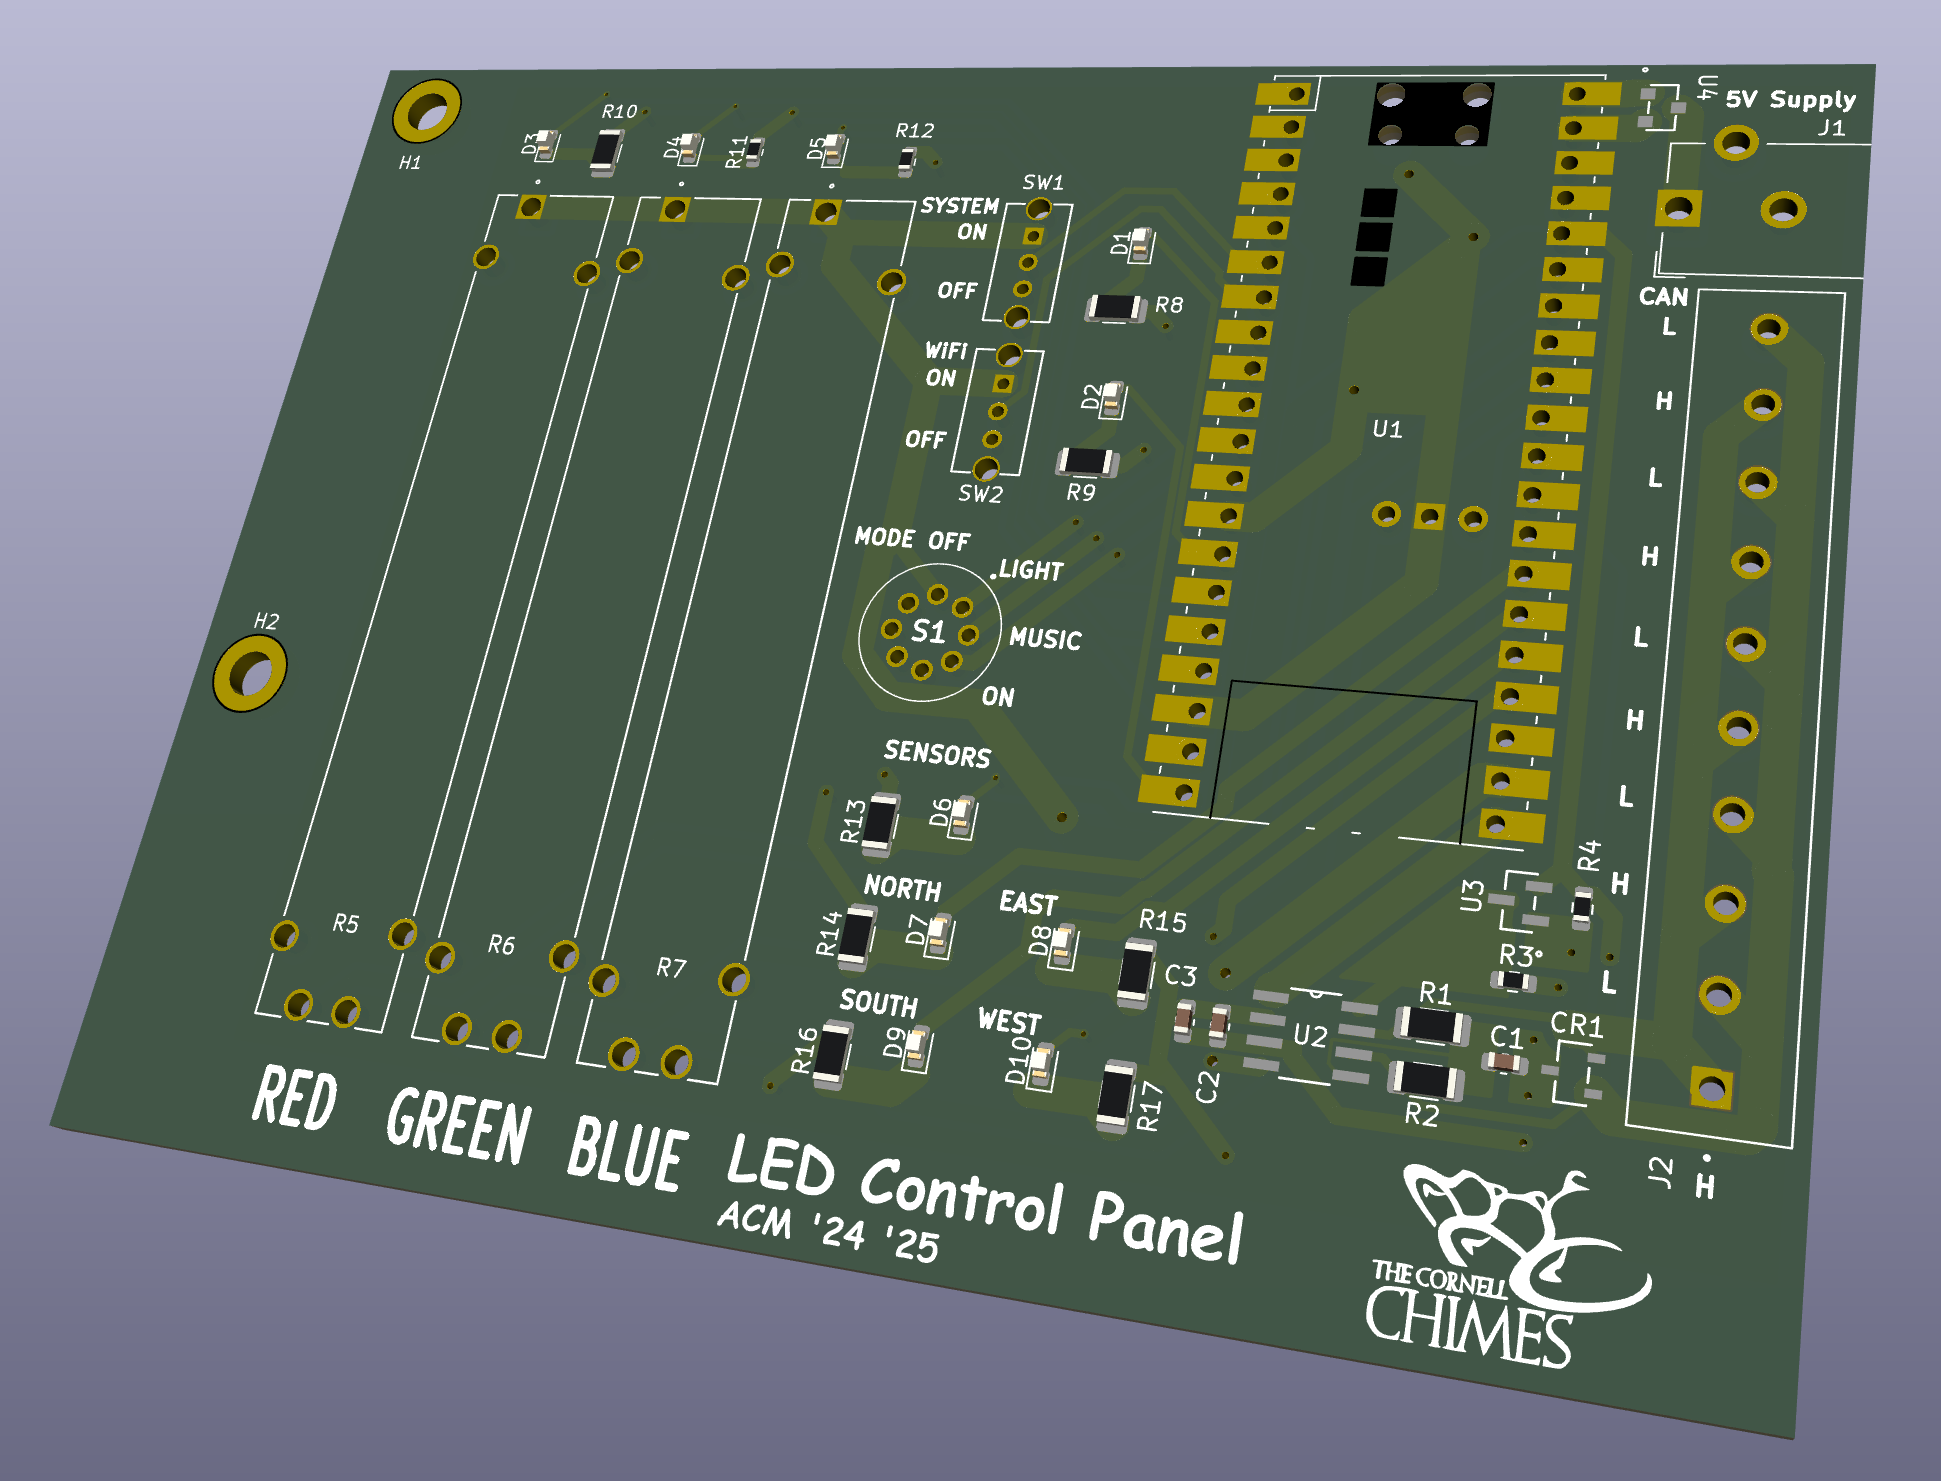 H1
D3
R10
D4
R11
D5
R12
U4
5V Supply
J1
SW1
SYSTEM
ON
OFF
D1
R8
WiFi
ON
OFF
SW2
D2
R9
U1
CAN
L
H
L
H
L
H
L
H
L
H
J2
MODE OFF
LIGHT
S1
MUSIC
ON
H2
SENSORS
R13
D6
NORTH
R14
D7
EAST
D8
R15
SOUTH
R16
D9
WEST
D10
R17
C3
C2
U2
R1
R2
C1
CR1
U3
R4
R3
R5
R6
R7
RED GREEN BLUE LED Control Panel
ACM '24 '25
THE CORNELL
CHIMES